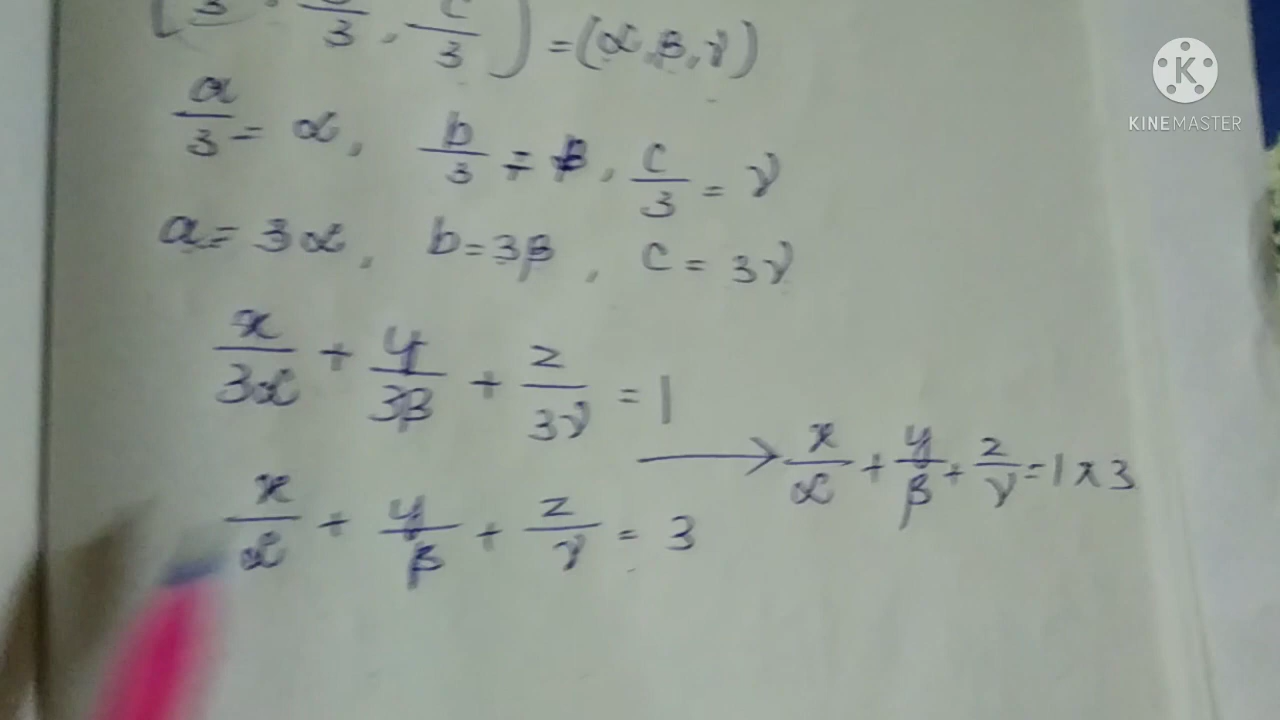 (a/3, b/3, c/3) = (α, β, γ)
a/3 = α, b/3 = β, c/3 = γ
a = 3α, b = 3β, c = 3γ
x/3α + y/3β + z/3γ = 1
→ x/α + y/β + z/γ = 1 x 3
x/α + y/β + z/γ = 3
KINEMASTER